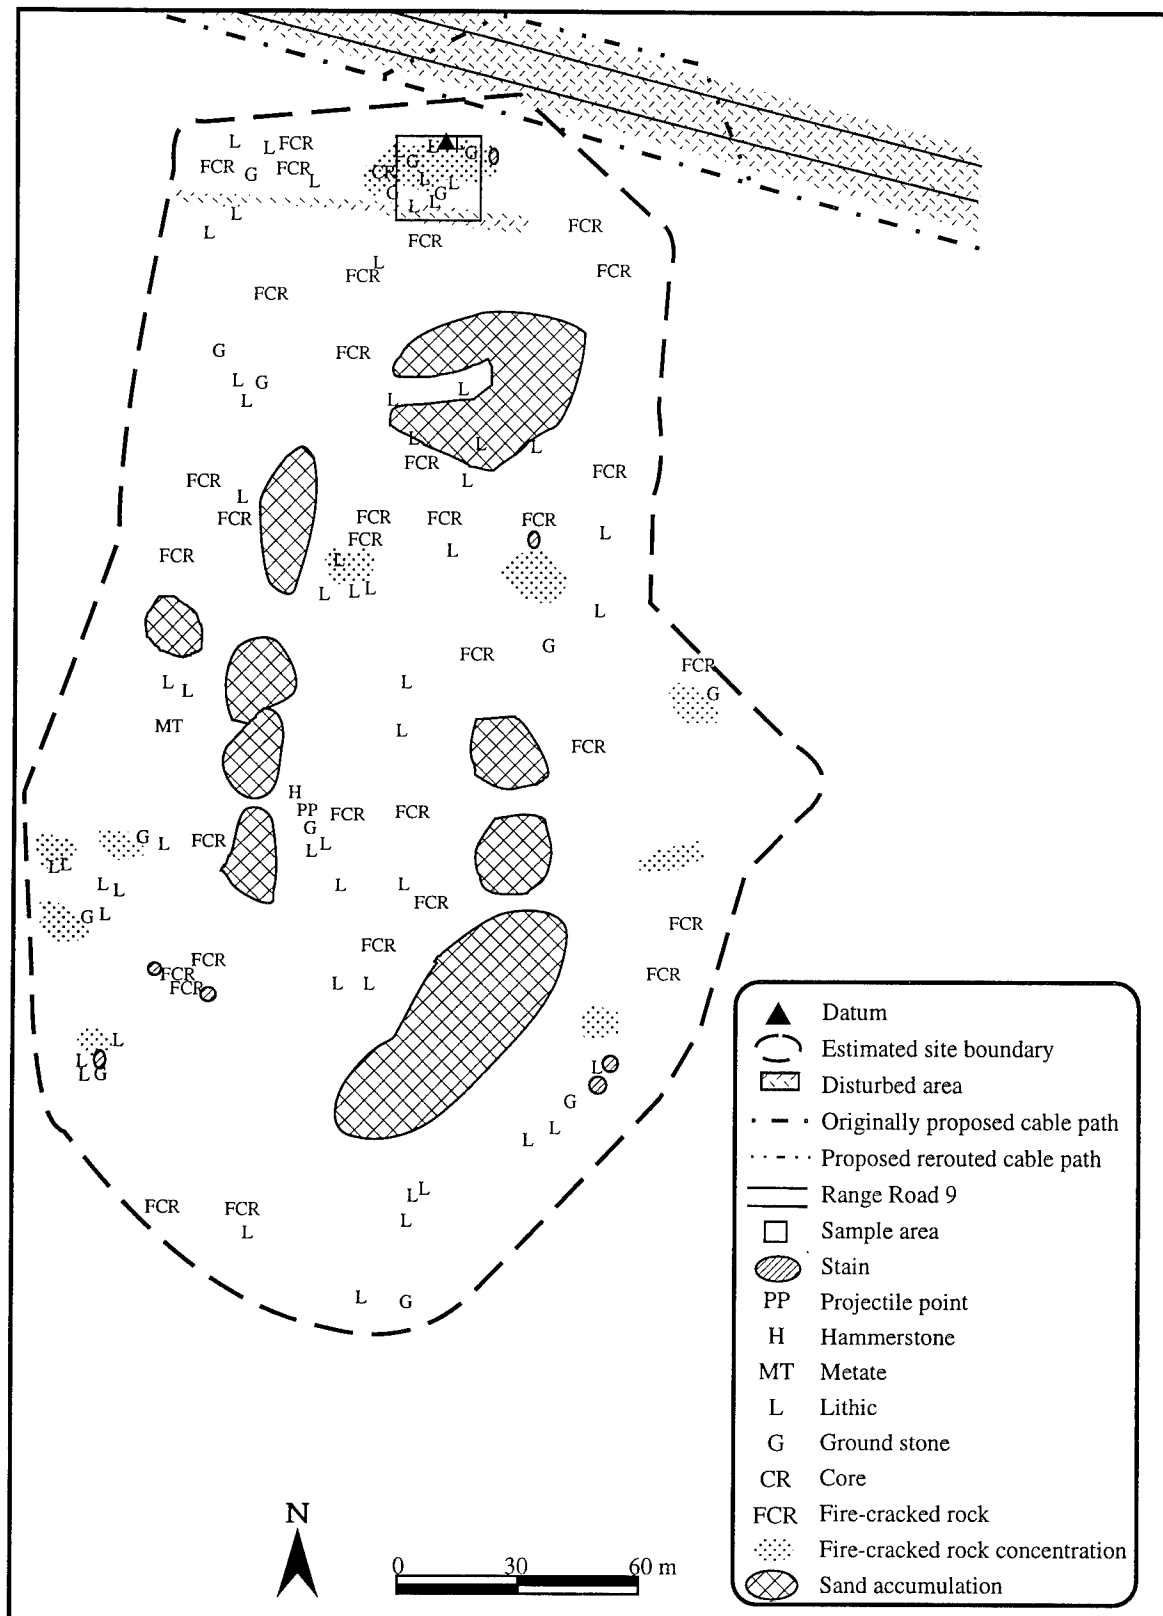 L L FCR
FCR G FCR L
L L G
G
CR L L
G G
L L
L
L
FCR
FCR
L
FCR
FCR
FCR
G
FCR
L G
L
L
L
L L L
FCR
FCR
FCR L
L
FCR
FCR FCR FCR
FCR
L
L
L
FCR
L L L
L
G
FCR
FCR
G
L
L L
MT
L
FCR
H
PP FCR FCR
G
L L
FCR
G L
LL
L L
L
L
FCR
G L
FCR
FCR
FCR
FCR
FCR
FCR
L L
L
L
L G
L
G
L
L
L L
L
FCR
FCR
L
L
G
Datum
Estimated site boundary
Disturbed area
Originally proposed cable path
Proposed rerouted cable path
Range Road 9
Sample area
Stain
PP Projectile point
H Hammerstone
MT Metate
L Lithic
G Ground stone
CR Core
FCR Fire-cracked rock
Fire-cracked rock concentration
Sand accumulation
N
0 30 60 m